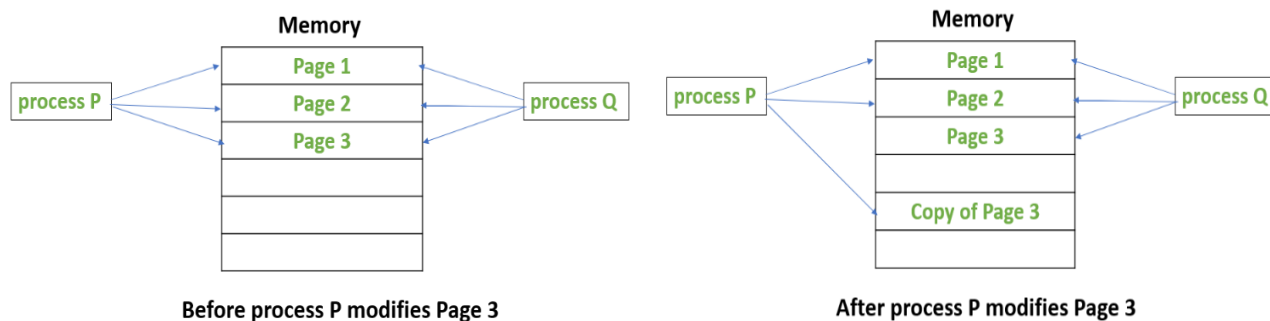 Memory
process P
Page 1
Page 2
Page 3
process Q
Before process P modifies Page 3
Memory
process P
Page 1
Page 2
Page 3
Copy of Page 3
process Q
After process P modifies Page 3